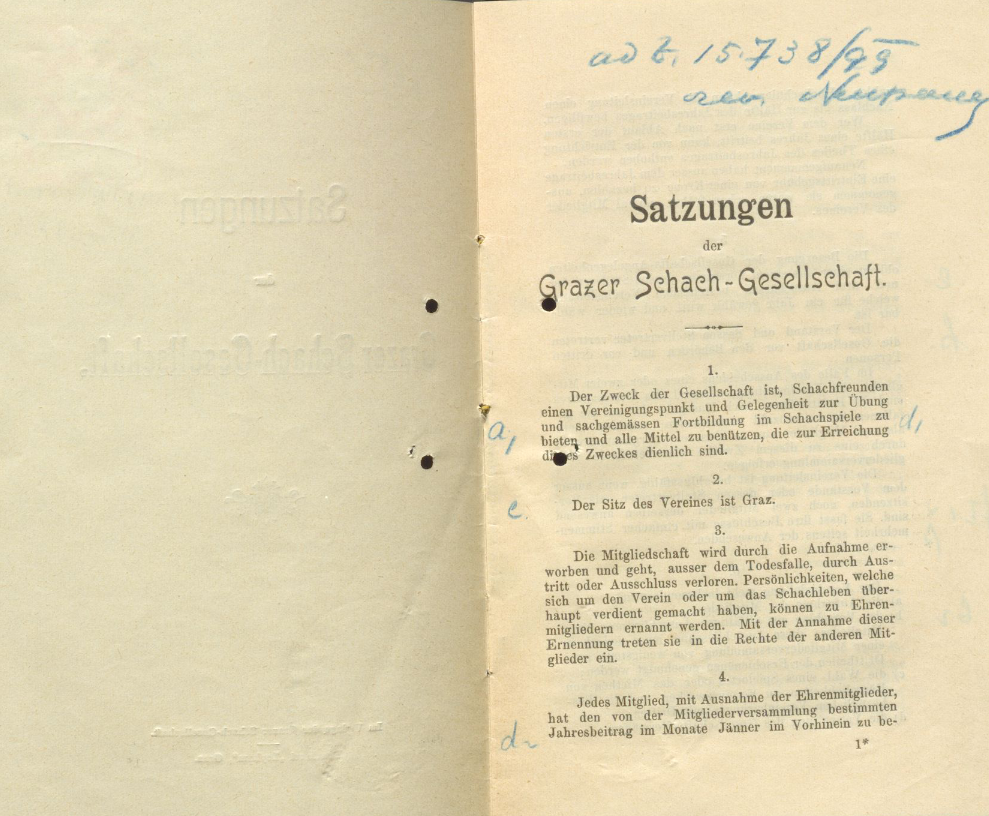 ad Z. 15.738/99
Satzungen
der
Grazer Schach-Gesellschaft.
1.
Der Zweck der Gesellschaft ist, Schachfreunden
einen Vereinigungspunkt und Gelegenheit zur Übung
und sachgemässen Fortbildung im Schachspiele zu
bieten und alle Mittel zu benützen, die zur Erreichung
dieses Zweckes dienlich sind.
a,
d,
2.
Der Sitz des Vereines ist Graz.
c.
3.
Die Mitgliedschaft wird durch die Aufnahme er-
worben und geht, ausser dem Todesfalle, durch Aus-
tritt oder Ausschluss verloren. Persönlichkeiten, welche
sich um den Verein oder um das Schachleben über-
haupt verdient gemacht haben, können zu Ehren-
mitgliedern ernannt werden. Mit der Annahme dieser
Ernennung treten sie in die Rechte der anderen Mit-
glieder ein.
4.
Jedes Mitglied, mit Ausnahme der Ehrenmitglieder,
hat den von der Mitgliederversammlung bestimmten
Jahresbeitrag im Monate Jänner im Vorhinein zu be-
d
1*